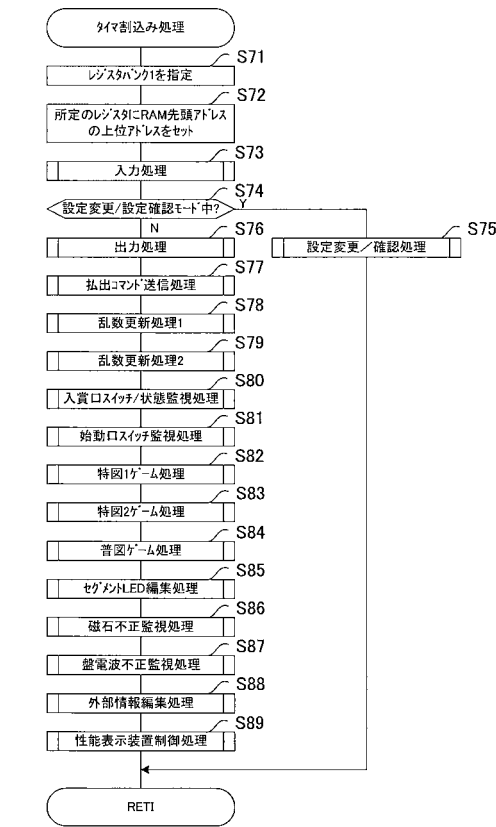 タイマ割込み処理
S71
レジスタバンク1を指定
S72
所定のレジスタにRAM先頭アドレス
の上位アドレスをセット
S73
入力処理
S74
設定変更/設定確認モード中?
Y
N
S75
設定変更/確認処理
S76
出力処理
S77
払出コマンド送信処理
S78
乱数更新処理1
S79
乱数更新処理2
S80
入賞口スイッチ/状態監視処理
S81
始動口スイッチ監視処理
S82
特図1ゲーム処理
S83
特図2ゲーム処理
S84
普図ゲーム処理
S85
セグメントLED編集処理
S86
磁石不正監視処理
S87
盤電波不正監視処理
S88
外部情報編集処理
S89
性能表示装置制御処理
RETI